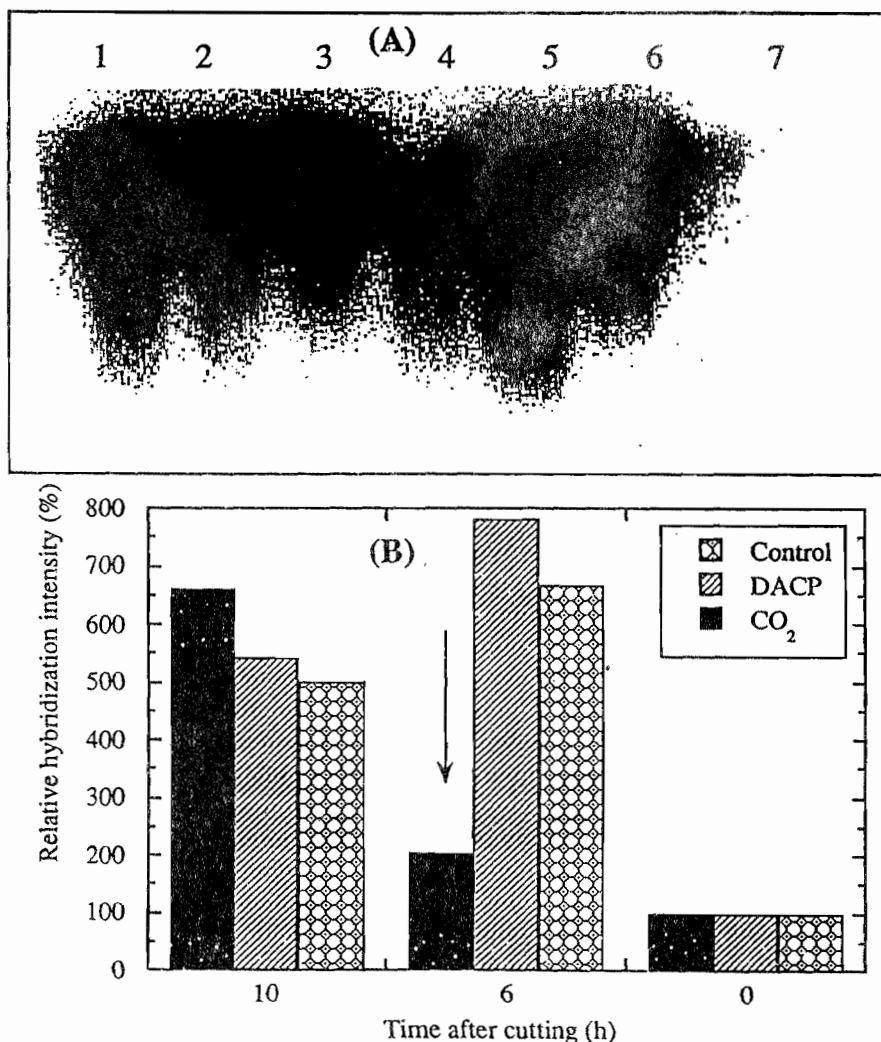 (A)
1 2 3 4 5 6 7
Relative hybridization intensity (%)
800
700
600
500
400
300
200
100
0
(B)
Control
DACP
CO₂
10 6 0
Time after cutting (h)